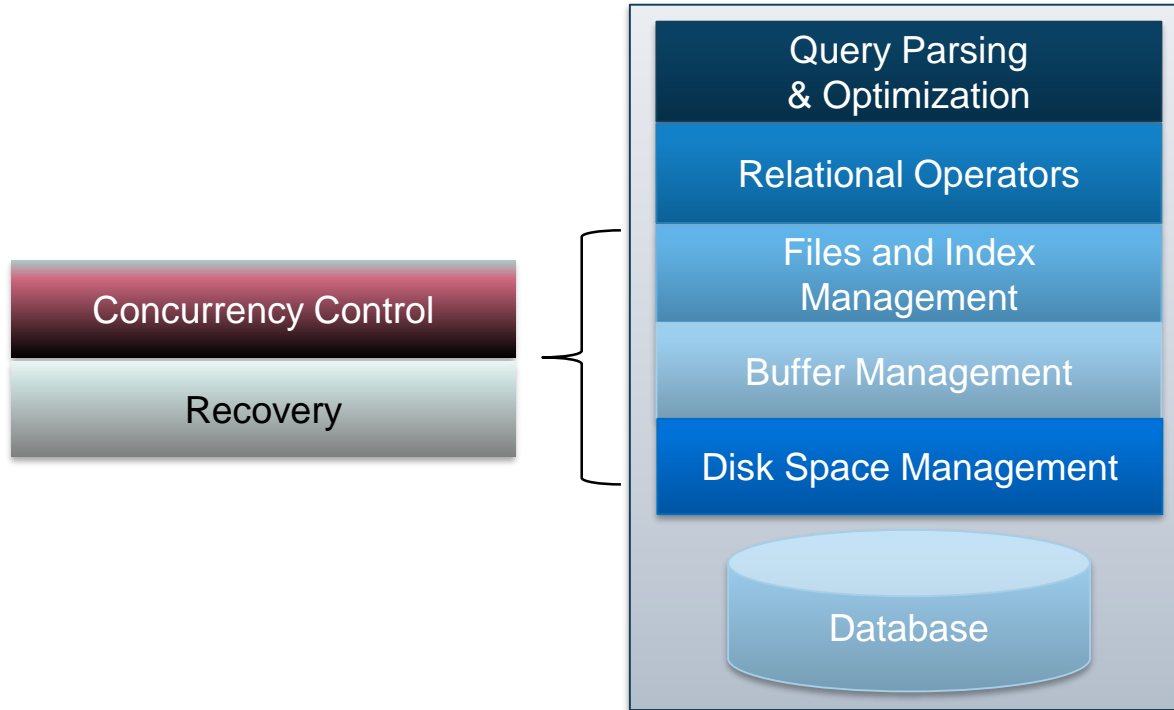 Query Parsing
& Optimization
Relational Operators
Files and Index
Management
Buffer Management
Disk Space Management
Database
Concurrency Control
Recovery